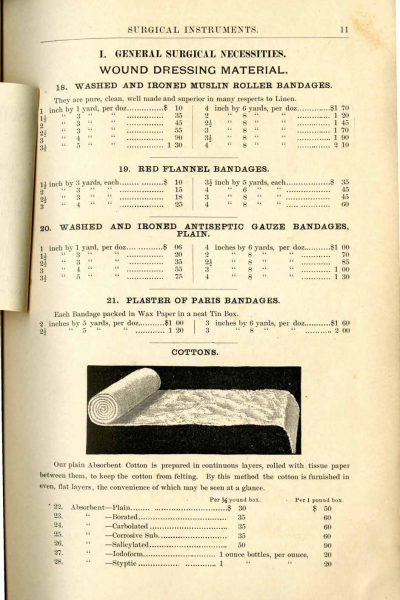 SURGICAL INSTRUMENTS. 11
I. GENERAL SURGICAL NECESSITIES.
WOUND DRESSING MATERIAL.
18. WASHED AND IRONED MUSLIN ROLLER BANDAGES.
They are pure, clean, well made and superior in many respects to Linen.
1 inch by 1 yard, per doz............$ 10 4 inch by 6 yards, per doz............$1 70
1½ " 3 " " ............ 35 2 " 8 " " ............ 1 20
2 " 3 " " ............ 45 2½ " 8 " " ............ 1 45
2½ " 3 " " ............ 55 3 " 8 " " ............ 1 70
3 " 4 " " ............ 90 3½ " 8 " " ............ 1 90
3½ " 5 " " ............ 1 30 4 " 8 " " ............ 2 10
19. RED FLANNEL BANDAGES.
1½ inch by 3 yards, each............$ 10 3½ inch by 5 yards, each............$ 35
2 " 3 " " ............ 15 4 " 6 " " ............ 45
2½ " 3 " " ............ 18 3 " 8 " " ............ 45
3 " 4 " " ............ 25 4 " 8 " " ............ 60
20. WASHED AND IRONED ANTISEPTIC GAUZE BANDAGES,
PLAIN.
1 inch by 1 yard, per doz............$ 06 4 inches by 6 yards, per doz............$1 00
1½ " 3 " " ............ 20 2 " 8 " " ............ 70
2 " 3 " " ............ 35 2½ " 8 " " ............ 85
3 " 4 " " ............ 55 3 " 8 " " ............ 1 00
3½ " 5 " " ............ 75 4 " 8 " " ............ 1 30
21. PLASTER OF PARIS BANDAGES.
Each Bandage packed in Wax Paper in a neat Tin Box.
2 inches by 5 yards, per doz............$1 00 3 inches by 6 yards, per doz............$1 60
2½ " 5 " " ............ 1 20 3 " 8 " " ............ 2 00
COTTONS.
Our plain Absorbent Cotton is prepared in continuous layers, rolled with tissue paper
between them, to keep the cotton from felting. By this method the cotton is furnished in
even, flat layers, the convenience of which may be seen at a glance.
Per ½ pound box. Per 1 pound box.
22. Absorbent—Plain............$ 30 $ 50
23. " —Borated............ 35 60
24. " —Carbolated............ 35 60
25. " —Corrosive Sub............ 35 60
26. " —Salicylated............ 50 90
27. " —Iodoform............ 1 ounce bottles, per ounce, 20
28. " —Styptic............ 1 " " 20